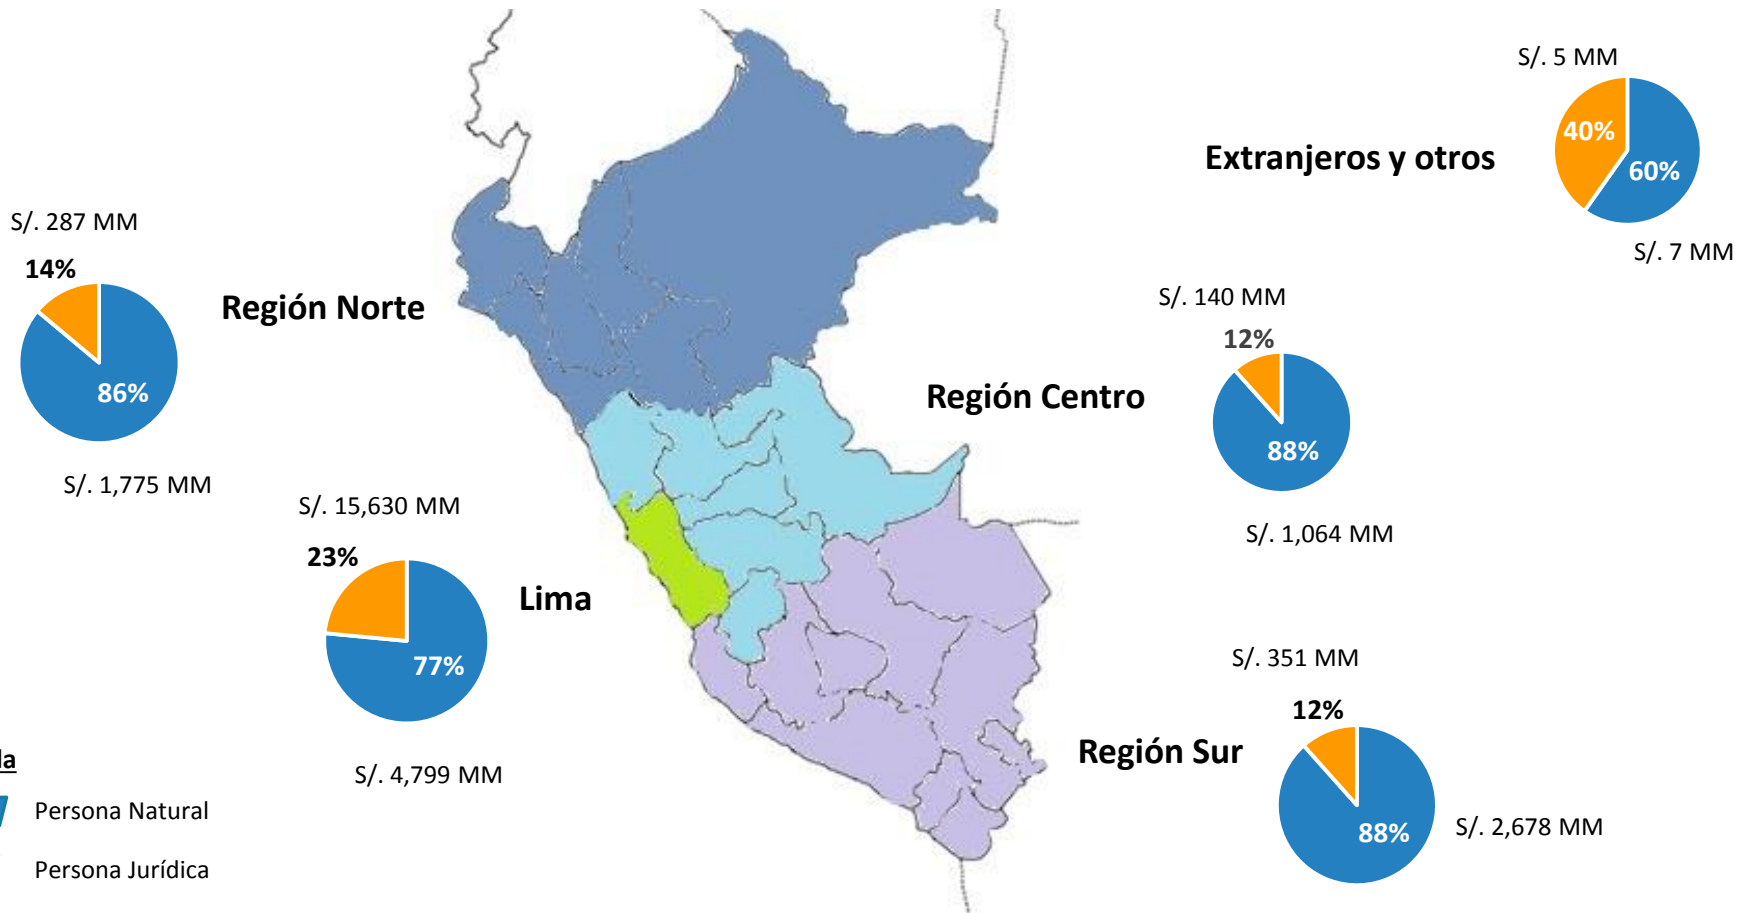 S/. 5 MM
40%
60%
Extranjeros y otros
S/. 7 MM
S/. 287 MM
14%
86%
Región Norte
S/. 1,775 MM
S/. 140 MM
12%
88%
Región Centro
S/. 1,064 MM
S/. 15,630 MM
23%
77%
Lima
S/. 4,799 MM
S/. 351 MM
12%
88%
Región Sur
S/. 2,678 MM
Persona Natural
Persona Jurídica